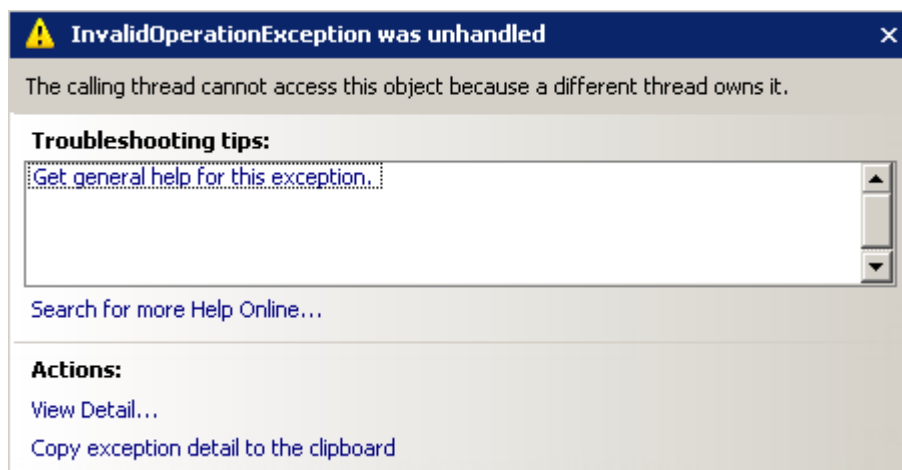 InvalidOperationException was unhandled
The calling thread cannot access this object because a different thread owns it.
Troubleshooting tips:
Get general help for this exception.
Search for more Help Online...
Actions:
View Detail...
Copy exception detail to the clipboard